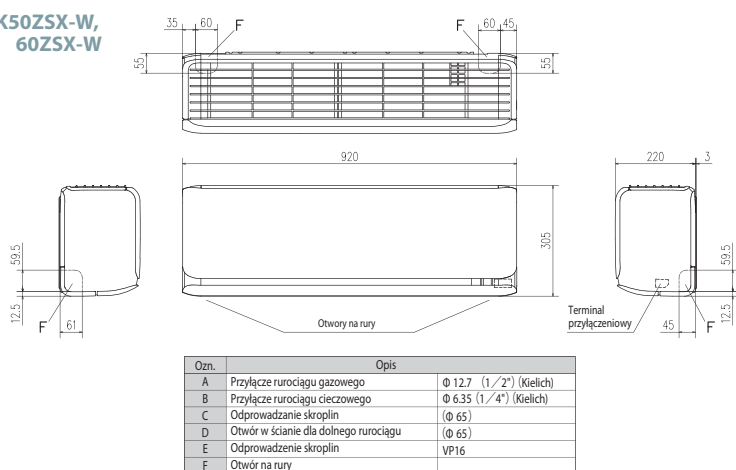 K50ZSX-W,
60ZSX-W
35 60 F
F 60 45
55
55
920
220 3
305
59.5
12.5
F 61
59.5
12.5
45 F
Terminal
przyłączeniowy
Otwory na rury
Ozn. Opis
A Przyłącze rurociągu gazowego Φ 12.7 (1/2") (Kielich)
B Przyłącze rurociągu cieczowego Φ 6.35 (1/4") (Kielich)
C Odprowadzanie skroplin (Φ 65)
D Otwór w ścianie dla dolnego rurociągu (Φ 65)
E Odprowadzenie skroplin VP16
F Otwór na rury